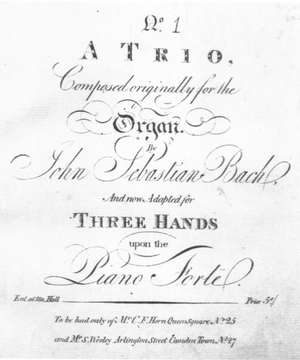 No. 1
A TRIO,
Composed originally for the
Organ.
By
John Sebastian Bach.
And now Adapted for
THREE HANDS
upon the
Piano Forte.
Ent. at Sta. Hall
Price 3s/
To be had only of Mr. C. F. Horn Queen Square, No. 25
and Mr. S. Wesley Arlington Street Camden Town, No. 27